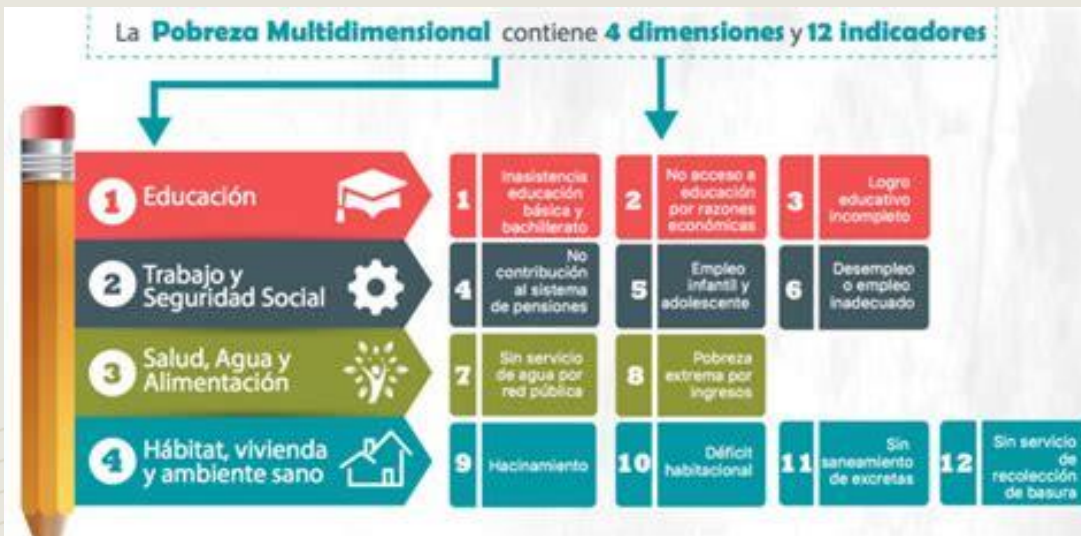 La Pobreza Multidimensional contiene 4 dimensiones y 12 indicadores
1
Educación
1
Inasistencia
educación
básica y
bachillerato
2
No acceso a
educación
por razones
económicas
3
Logro
educativo
incompleto
2
Trabajo y
Seguridad Social
4
No
contribución
al sistema
de pensiones
5
Empleo
infantil y
adolescente
6
Desempleo
o empleo
inadecuado
3
Salud, Agua y
Alimentación
7
Sin servicio
de agua por
red pública
8
Pobreza
extrema por
ingresos
4
Hábitat, vivienda
y ambiente sano
9
Hacinamiento
10
Déficit
habitacional
11
Sin
saneamiento
de excretas
12
Sin servicio
de
recolección
de basura